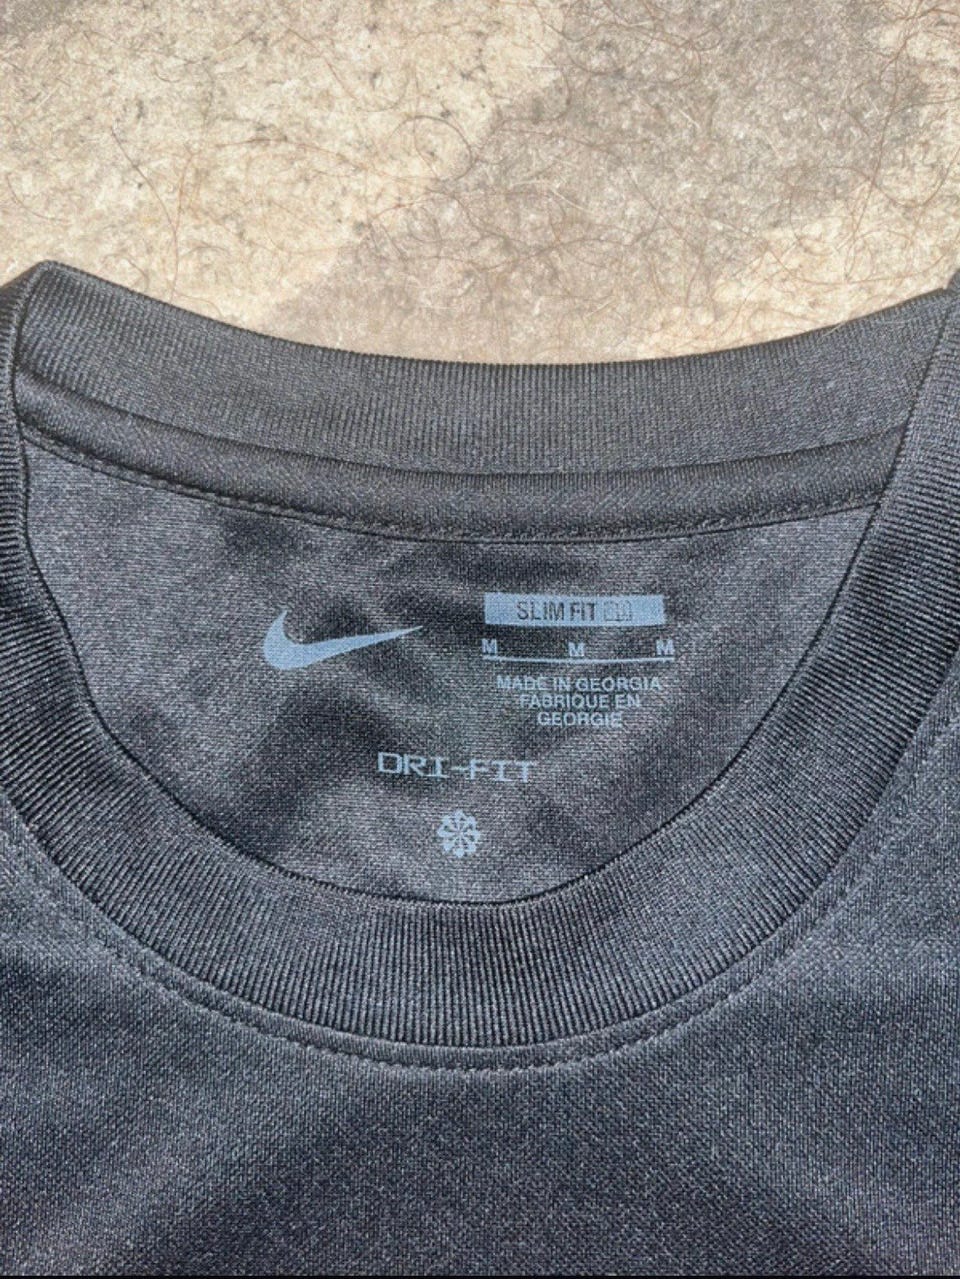 SLIM FIT
M M M
MADE IN GEORGIA
FABRIQUE EN
GEORGIE
DRI-FIT